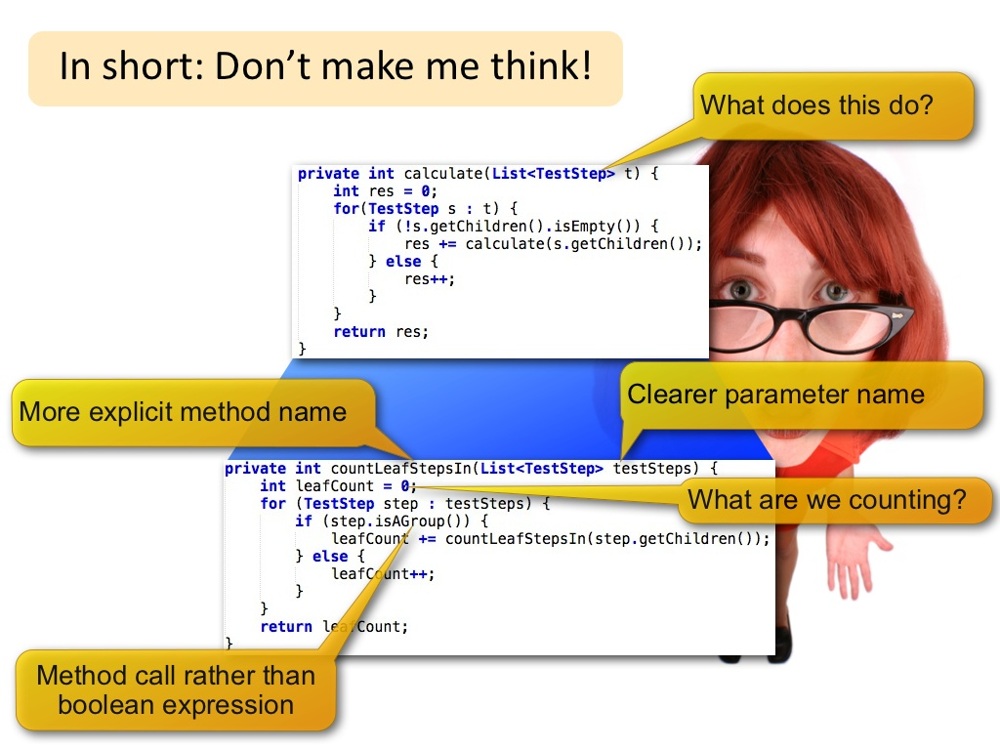 In short: Don’t make me think!
What does this do?
private int calculate(List<TestStep> t) {
    int res = 0;
    for(TestStep s : t) {
        if (!s.getChildren().isEmpty()) {
            res += calculate(s.getChildren());
        } else {
            res++;
        }
    }
    return res;
}
More explicit method name
Clearer parameter name
private int countLeafStepsIn(List<TestStep> testSteps) {
    int leafCount = 0;
    for (TestStep step : testSteps) {
        if (step.isAGroup()) {
            leafCount += countLeafStepsIn(step.getChildren());
        } else {
            leafCount++;
        }
    }
    return leafCount;
}
What are we counting?
Method call rather than
boolean expression